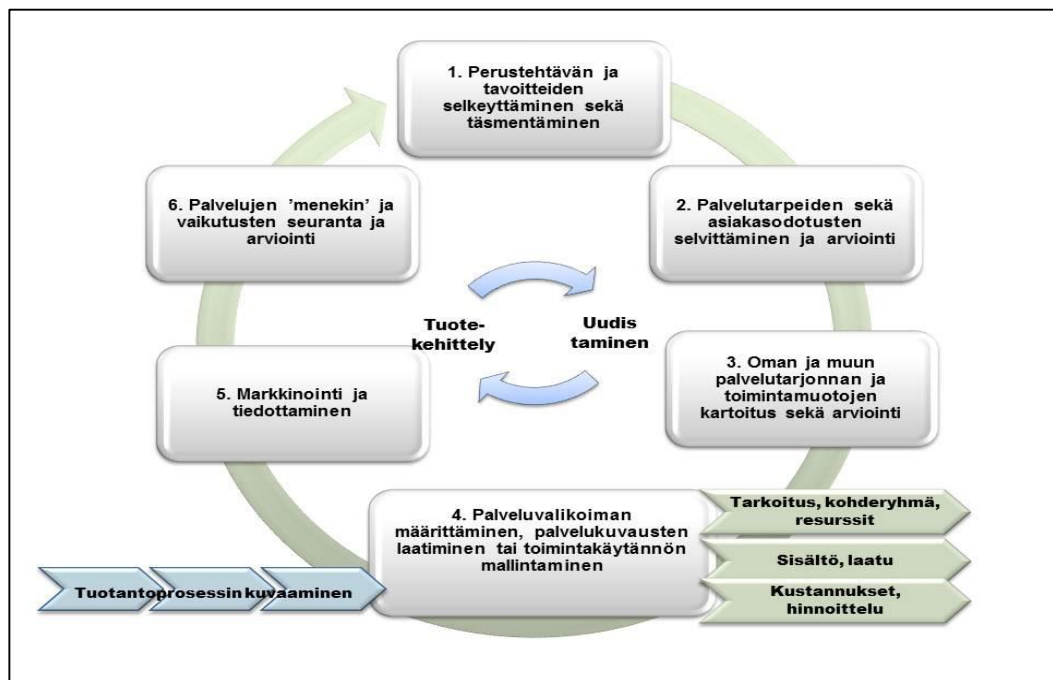 1. Perustehtävän ja
tavoitteiden
selkeyttäminen sekä
täsmentäminen
2. Palvelutarpeiden sekä
asiakasodotusten
selvittäminen ja arviointi
3. Oman ja muun
palvelutarjonnan ja
toimintamuotojen
kartoitus sekä arviointi
4. Palveluvalikoiman
määrittäminen, palvelukuvausten
laatiminen tai toimintakäytännön
mallintaminen
Tarkoitus, kohderyhmä,
resurssit
Sisältö, laatu
Kustannukset,
hinnoittelu
Tuotantoprosessin kuvaaminen
5. Markkinointi ja
tiedottaminen
6. Palvelujen ’menekin’ ja
vaikutusten seuranta ja
arviointi
Tuote-
kehittely
Uudis
taminen